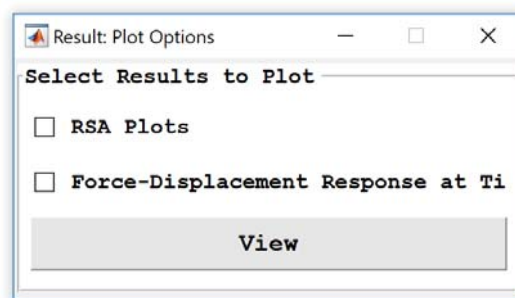 Result: Plot Options
Select Results to Plot
RSA Plots
Force-Displacement Response at Ti
View